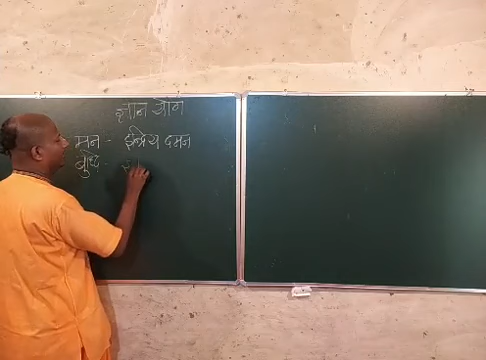 ज्ञान योग
मन - इन्द्रिय दमन
बुद्धि -